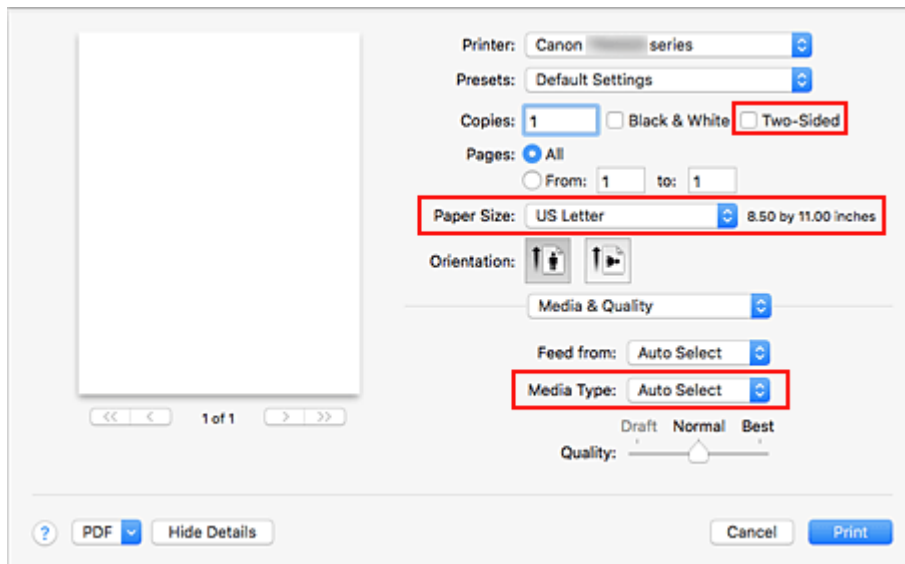 Printer: Canon series
Presets: Default Settings
Copies: 1 Black & White Two-Sided
Pages: All
From: 1 to: 1
Paper Size: US Letter 8.50 by 11.00 inches
Orientation:
Media & Quality
Feed from: Auto Select
Media Type: Auto Select
<< < 1 of 1 > >>
Draft Normal Best
Quality:
? PDF Hide Details Cancel Print